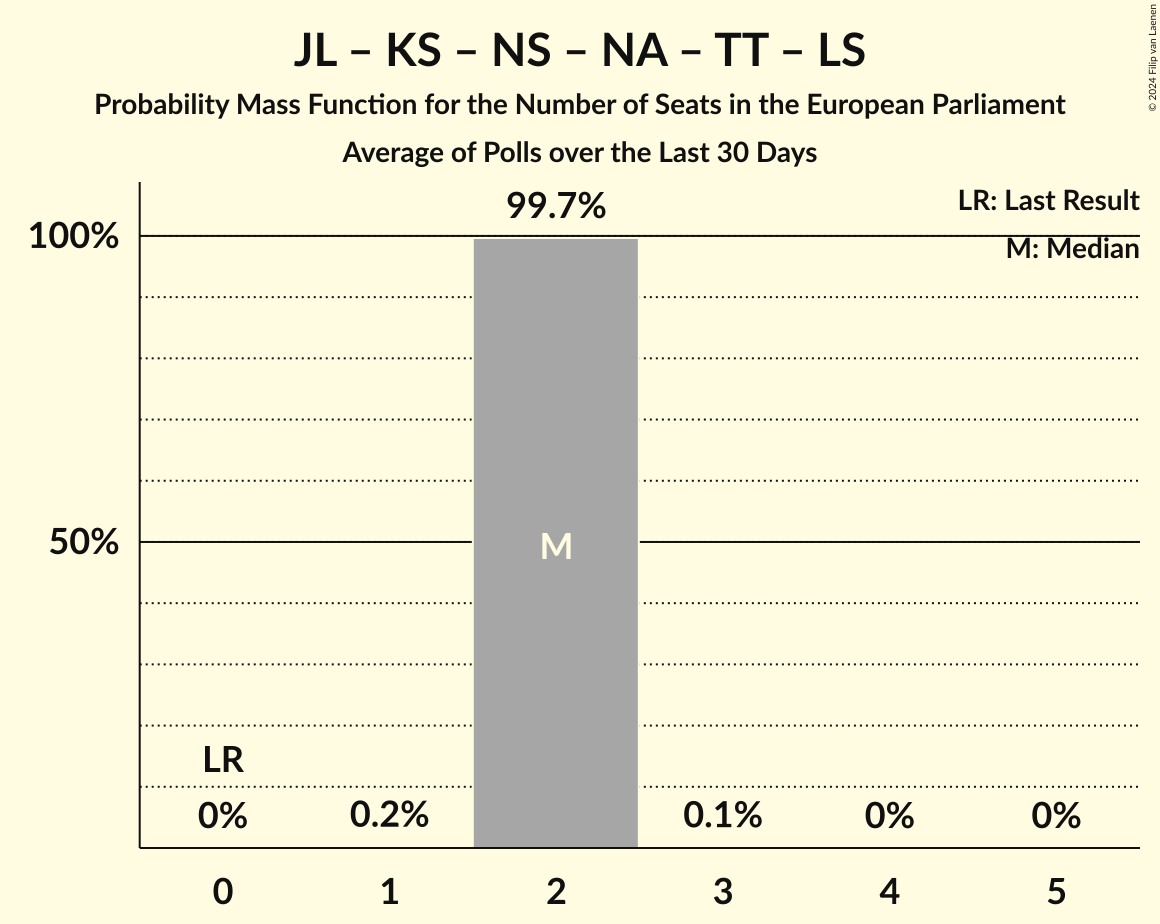 JL – KS – NS – NA – TT – LS
Probability Mass Function for the Number of Seats in the European Parliament
Average of Polls over the Last 30 Days
© 2024 Filip van Laenen
LR: Last Result
M: Median
99.7%
100%
50%
M
LR
0%
0.2%
0.1%
0%
0%
0 1 2 3 4 5